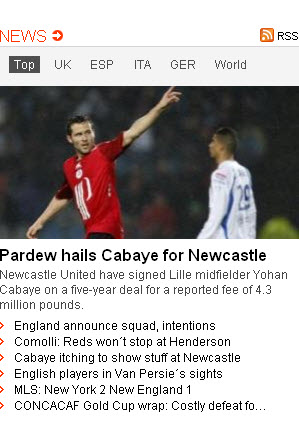 NEWS
RSS
Top UK ESP ITA GER World
Pardew hails Cabaye for Newcastle
Newcastle United have signed Lille midfielder Yohan
Cabaye on a five-year deal for a reported fee of 4.3
million pounds.
England announce squad, intentions
Comolli: Reds won´t stop at Henderson
Cabaye itching to show stuff at Newcastle
English players in Van Persie´s sights
MLS: New York 2 New England 1
CONCACAF Gold Cup wrap: Costly defeat fo...